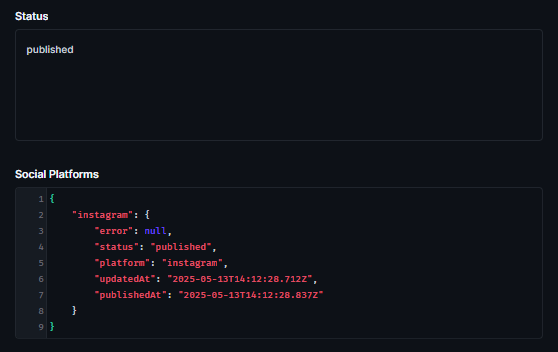 Status
published
Social Platforms
1 {
2     "instagram": {
3         "error": null,
4         "status": "published",
5         "platform": "instagram",
6         "updatedAt": "2025-05-13T14:12:28.712Z",
7         "publishedAt": "2025-05-13T14:12:28.837Z"
8     }
9 }